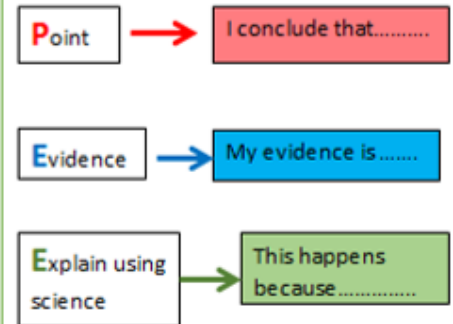 Point
I conclude that..........
Evidence
My evidence is.......
Explain using
science
This happens
because..............